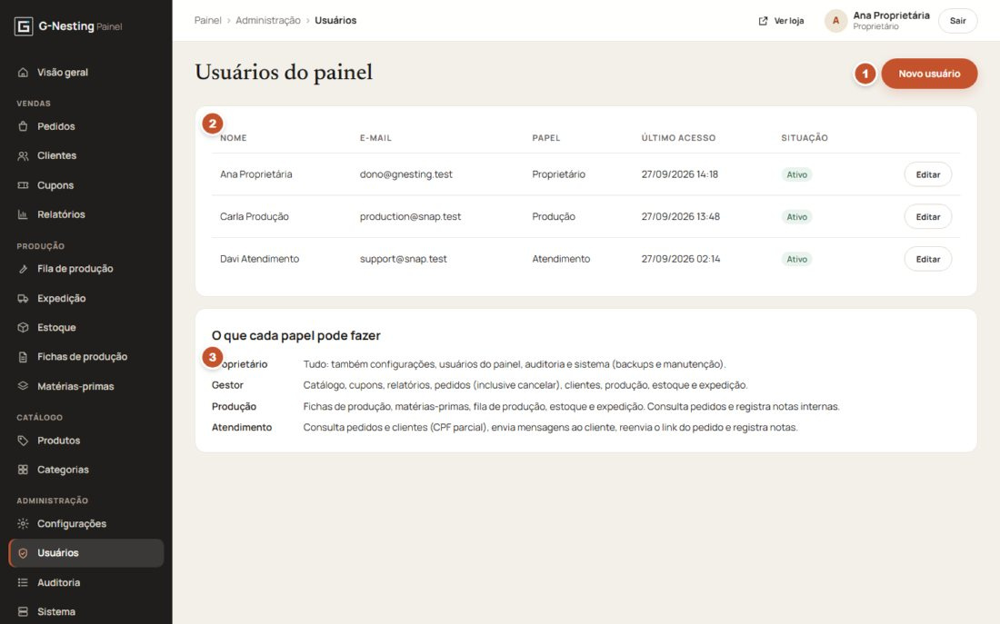 G-Nesting Painel
Painel › Administração › Usuários
Ver loja
A
Ana Proprietária
Proprietário
Sair
Visão geral
VENDAS
Pedidos
Clientes
Cupons
Relatórios
PRODUÇÃO
Fila de produção
Expedição
Estoque
Fichas de produção
Matérias-primas
CATÁLOGO
Produtos
Categorias
ADMINISTRAÇÃO
Configurações
Usuários
Auditoria
Sistema
Usuários do painel
1
Novo usuário
2
NOME E-MAIL PAPEL ÚLTIMO ACESSO SITUAÇÃO
Ana Proprietária dono@gnesting.test Proprietário 27/09/2026 14:18 Ativo Editar
Carla Produção production@snap.test Produção 27/09/2026 13:48 Ativo Editar
Davi Atendimento support@snap.test Atendimento 27/09/2026 02:14 Ativo Editar
O que cada papel pode fazer
3
oprietário Tudo: também configurações, usuários do painel, auditoria e sistema (backups e manutenção).
Gestor Catálogo, cupons, relatórios, pedidos (inclusive cancelar), clientes, produção, estoque e expedição.
Produção Fichas de produção, matérias-primas, fila de produção, estoque e expedição. Consulta pedidos e registra notas internas.
Atendimento Consulta pedidos e clientes (CPF parcial), envia mensagens ao cliente, reenvia o link do pedido e registra notas.